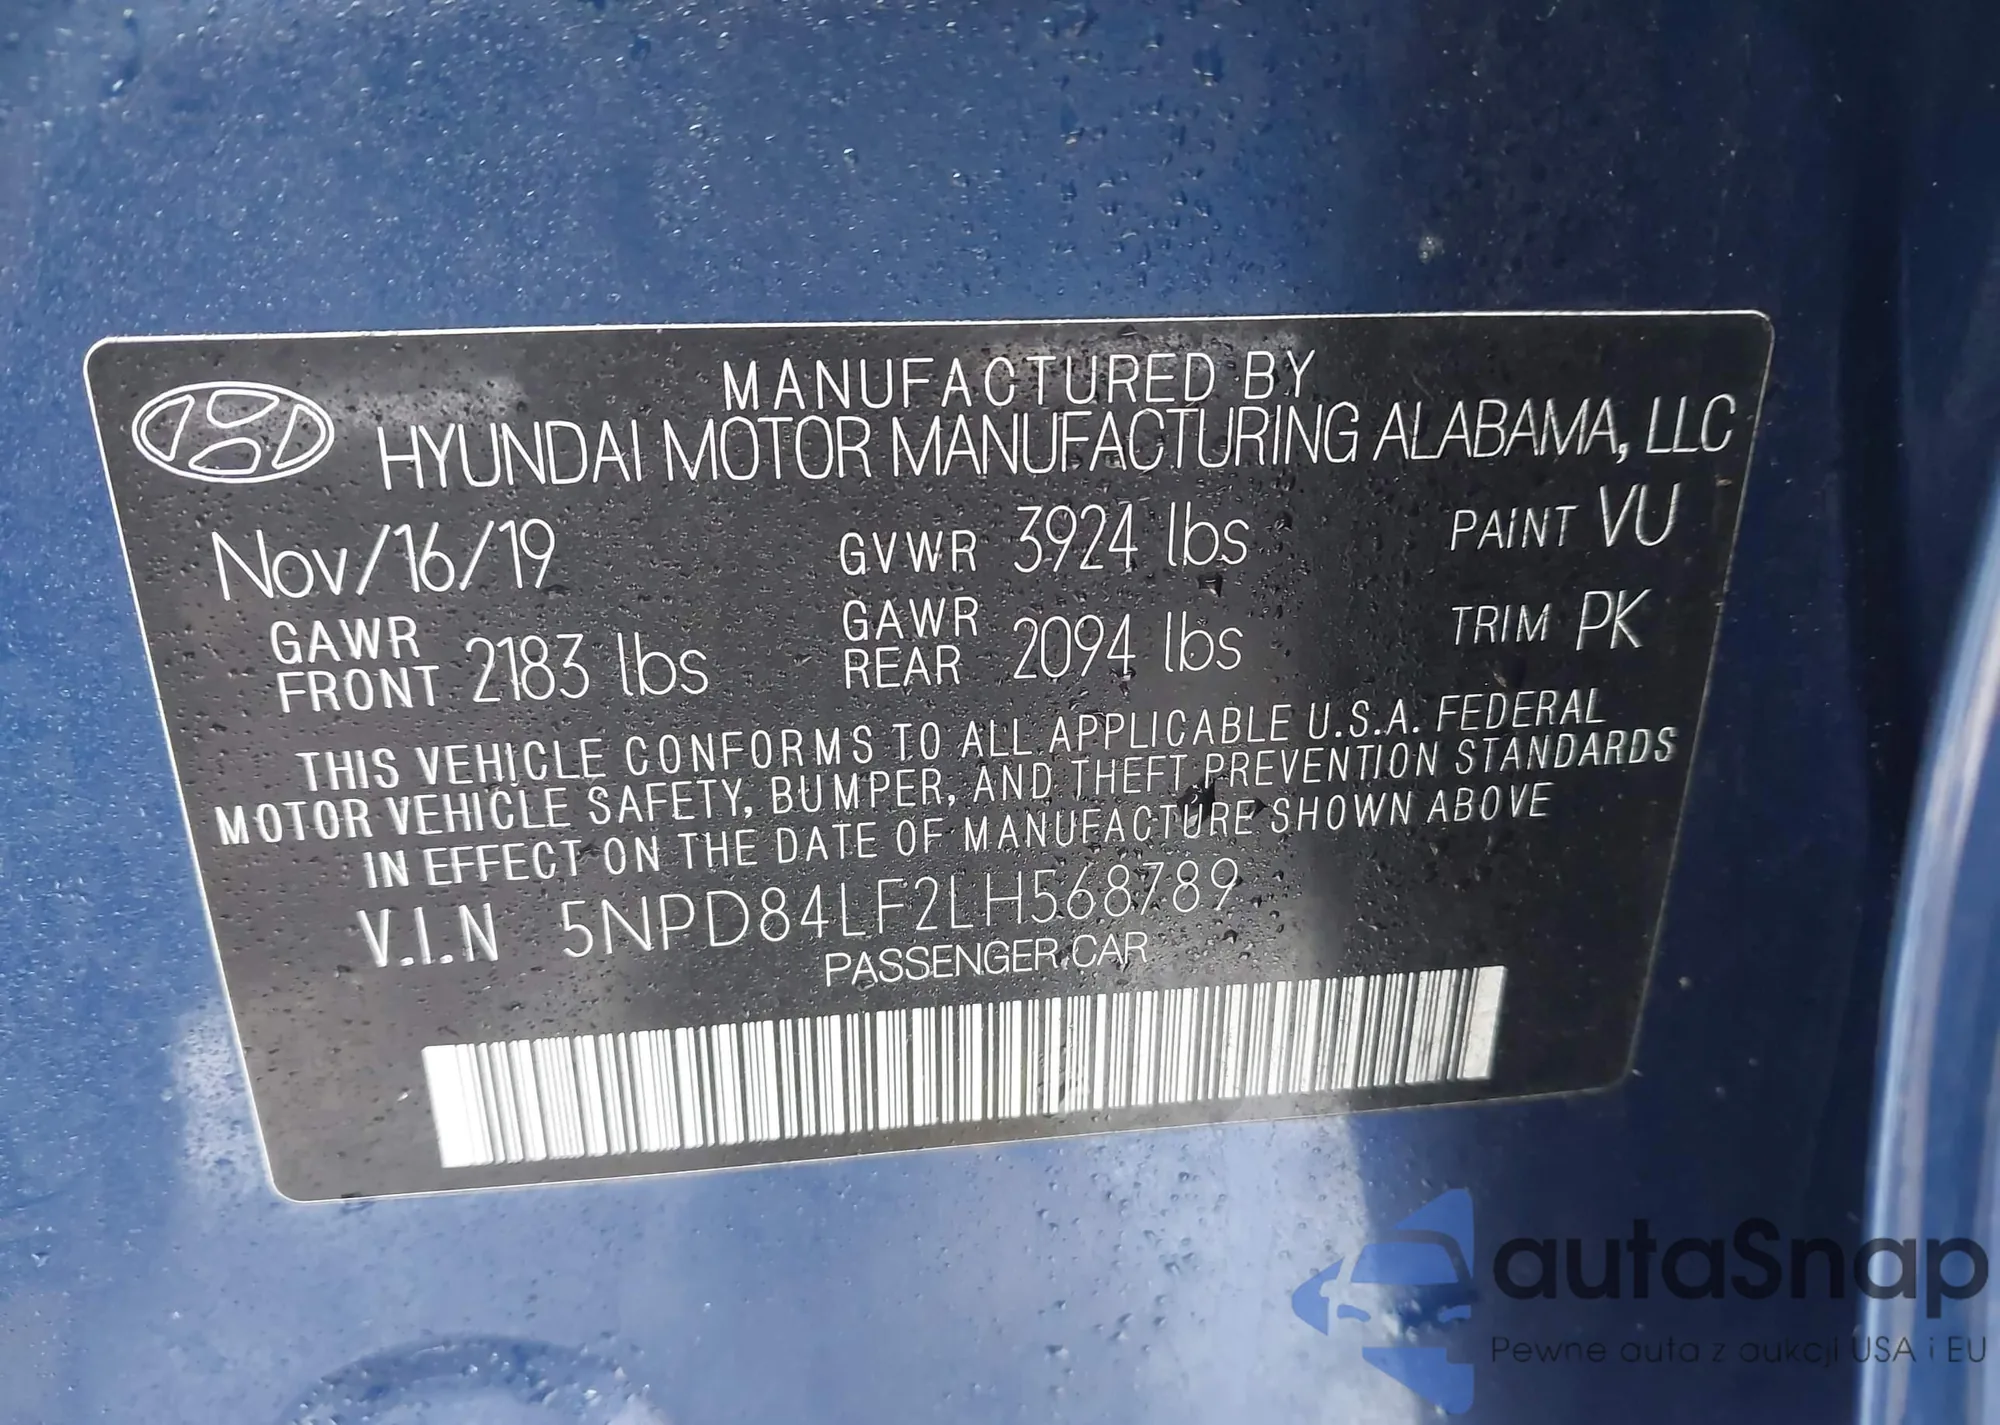 MANUFACTURED BY
HYUNDAI MOTOR MANUFACTURING ALABAMA, LLC
Nov/16/19 GVWR 3924 lbs PAINT VU
GAWR FRONT 2183 lbs GAWR REAR 2094 lbs TRIM PK
THIS VEHICLE CONFORMS TO ALL APPLICABLE U.S.A. FEDERAL
MOTOR VEHICLE SAFETY, BUMPER, AND THEFT PREVENTION STANDARDS
IN EFFECT ON THE DATE OF MANUFACTURE SHOWN ABOVE
V.I.N 5NPD84LF2LH568789
PASSENGER CAR
autaSnap
Pewne auta z aukcji USA i EU